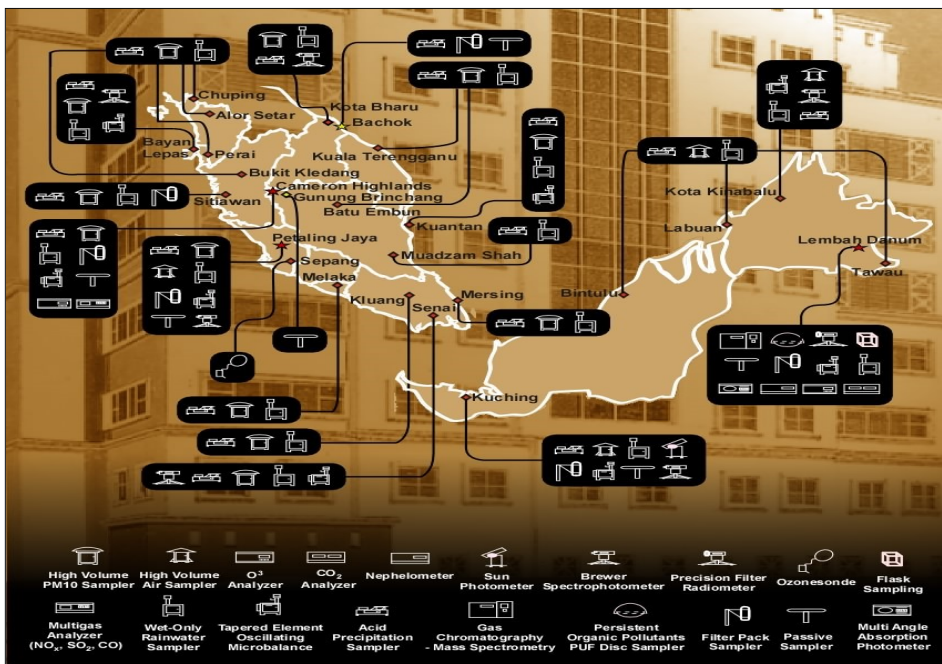 Chuping
Alor Setar
Kota Bharu
Bachok
Bayan
Lepas
Perai
Kuala Terengganu
Bukit Kledang
Cameron Highlands
Gunung Brinchang
Sitiawan
Batu Embun
Kota Kinabalu
Kuantan
Labuan
Petaling Jaya
Lembah Danum
Sepang
Muadzam Shah
Tawau
Melaka
Kluang
Mersing
Bintulu
Senai
Kuching
High Volume
PM10 Sampler
High Volume
Air Sampler
O³
Analyzer
CO₂
Analyzer
Nephelometer
Sun
Photometer
Brewer
Spectrophotometer
Precision Filter
Radiometer
Ozonesonde
Flask
Sampling
Multigas
Analyzer
(NOₓ, SO₂, CO)
Wet-Only
Rainwater
Sampler
Tapered Element
Oscillating
Microbalance
Acid
Precipitation
Sampler
Gas
Chromatography
- Mass Spectrometry
Persistent
Organic Pollutants
PUF Disc Sampler
Filter Pack
Sampler
Passive
Sampler
Multi Angle
Absorption
Photometer